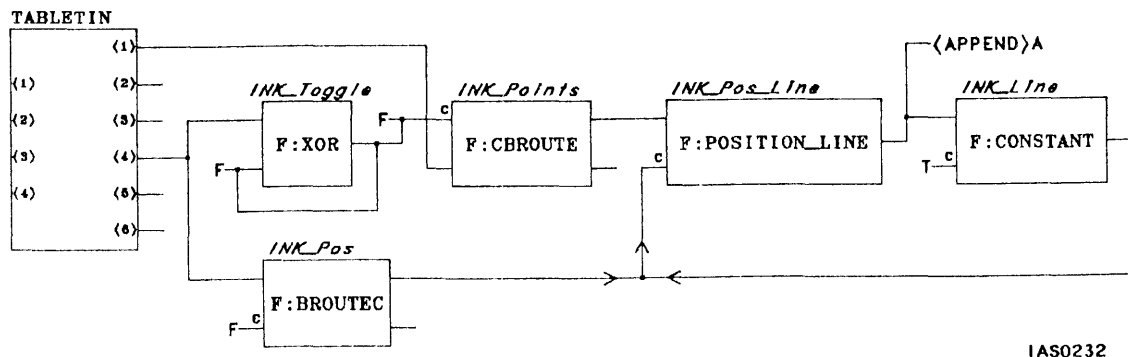 TABLETIN
<1>
<1> <2>
<2> <3>
<3> <4>
<4> <5>
<6>
INK_Toggle
F:XOR
F
F
INK_Points
C
F:CBROUTE
INK_Pos_Line
F:POSITION_LINE
C
<APPEND>A
INK_Line
F:CONSTANT
T C
INK_Pos
F:BROUTEC
F C
IAS0232